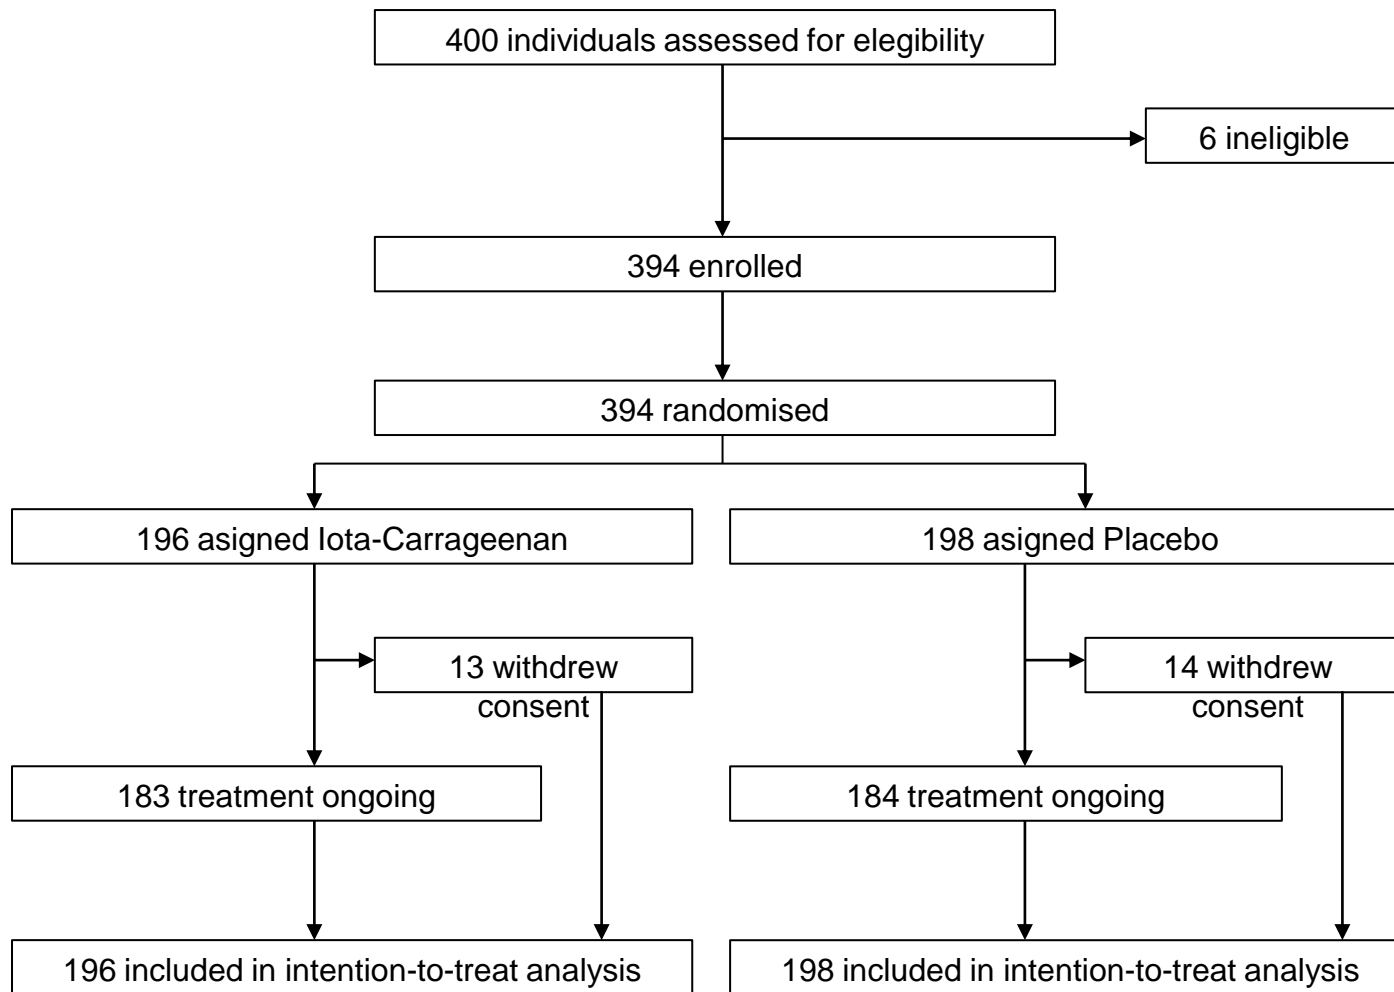 400 individuals assessed for elegibility
6 ineligible
394 enrolled
394 randomised
196 asigned Iota-Carrageenan
198 asigned Placebo
13 withdrew
consent
14 withdrew
consent
183 treatment ongoing
184 treatment ongoing
196 included in intention-to-treat analysis
198 included in intention-to-treat analysis